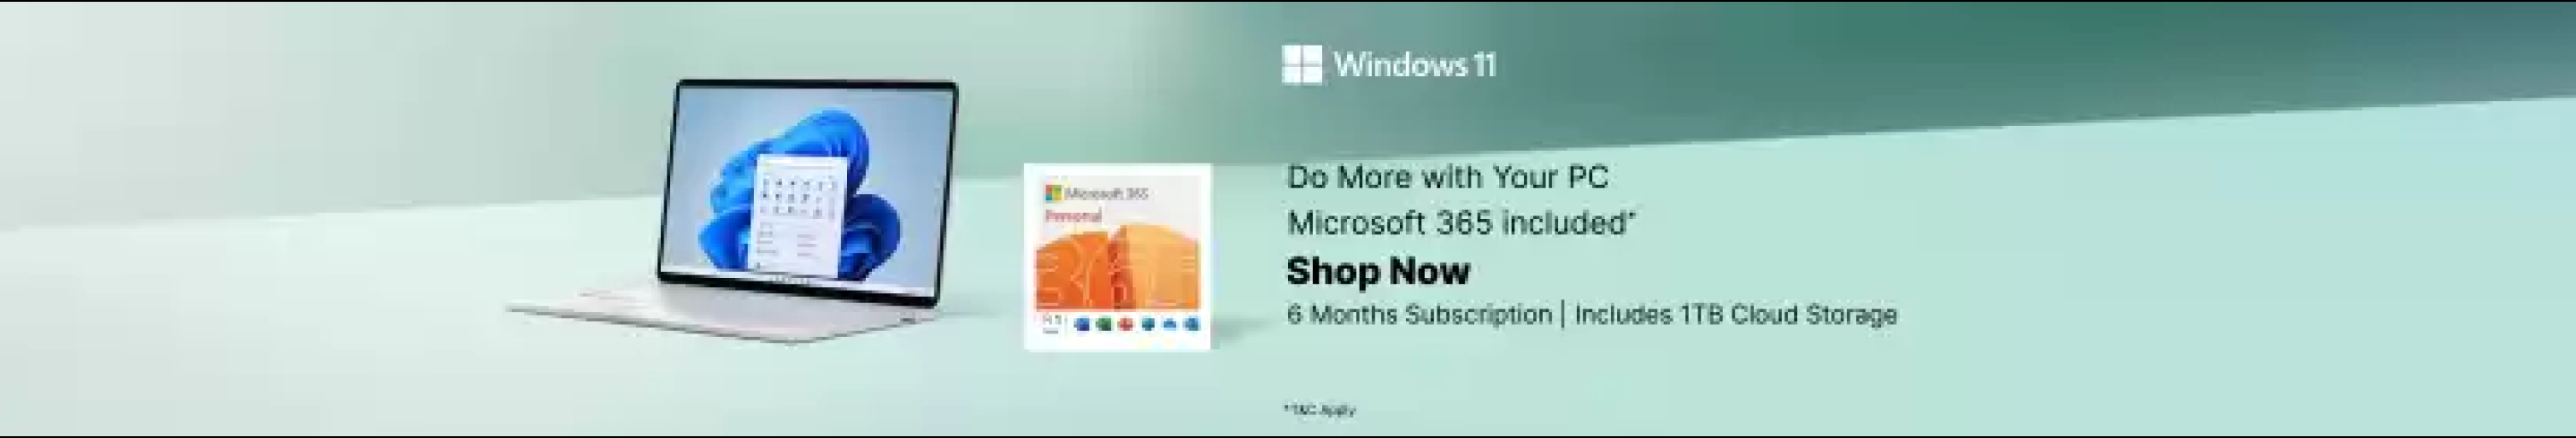 Windows 11
Microsoft 365
Personal
Do More with Your PC
Microsoft 365 included*
Shop Now
6 Months Subscription | Includes 1TB Cloud Storage
*T&C Apply